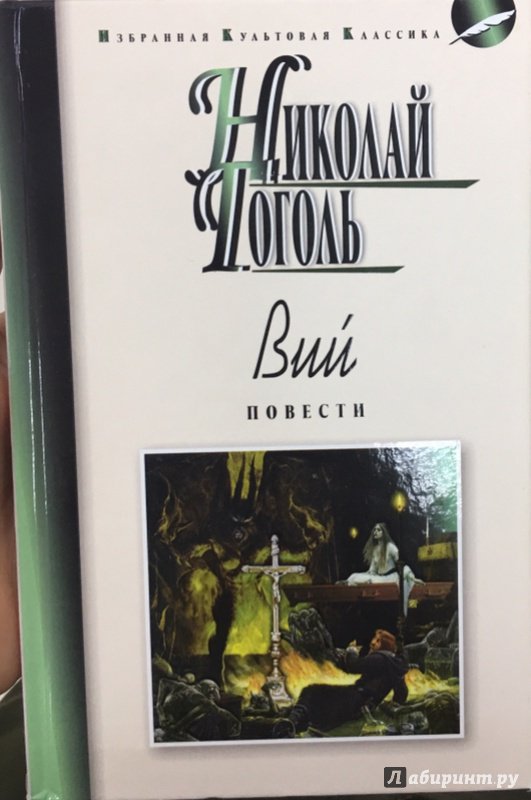 Избранная Культовая Классика
Николай
Гоголь
Вий
ПОВЕСТИ
Лабиринт.ру